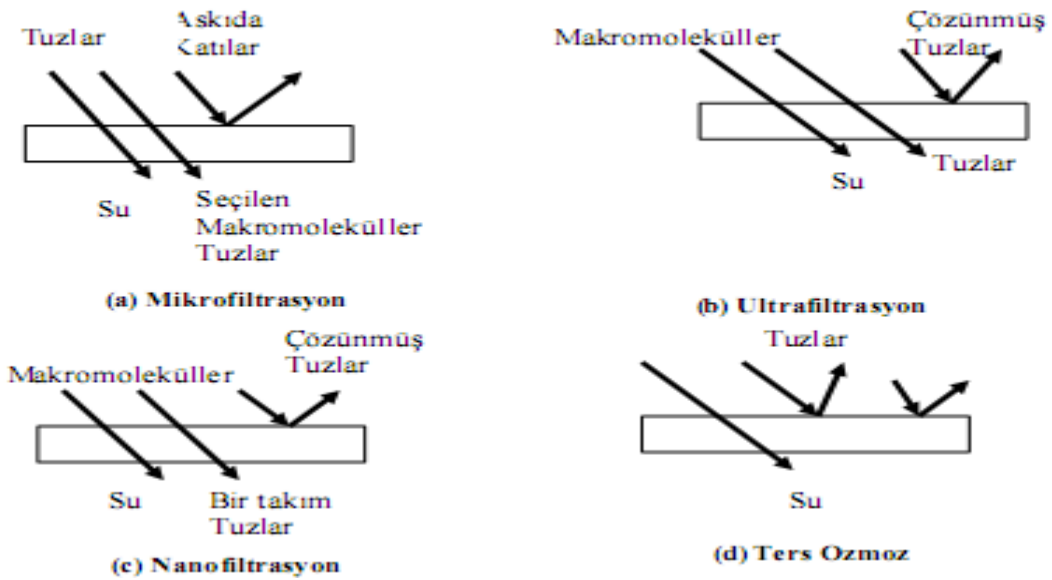 Tuzlar
Askıda
Katılar
Su
Seçilen
Makromoleküller
Tuzlar
(a) Mikrofiltrasyon
Makromoleküller
Çözünmüş
Tuzlar
Su
Tuzlar
(b) Ultrafiltrasyon
Makromoleküller
Çözünmüş
Tuzlar
Su
Bir takım
Tuzlar
(c) Nanofiltrasyon
Tuzlar
Su
(d) Ters Ozmoz